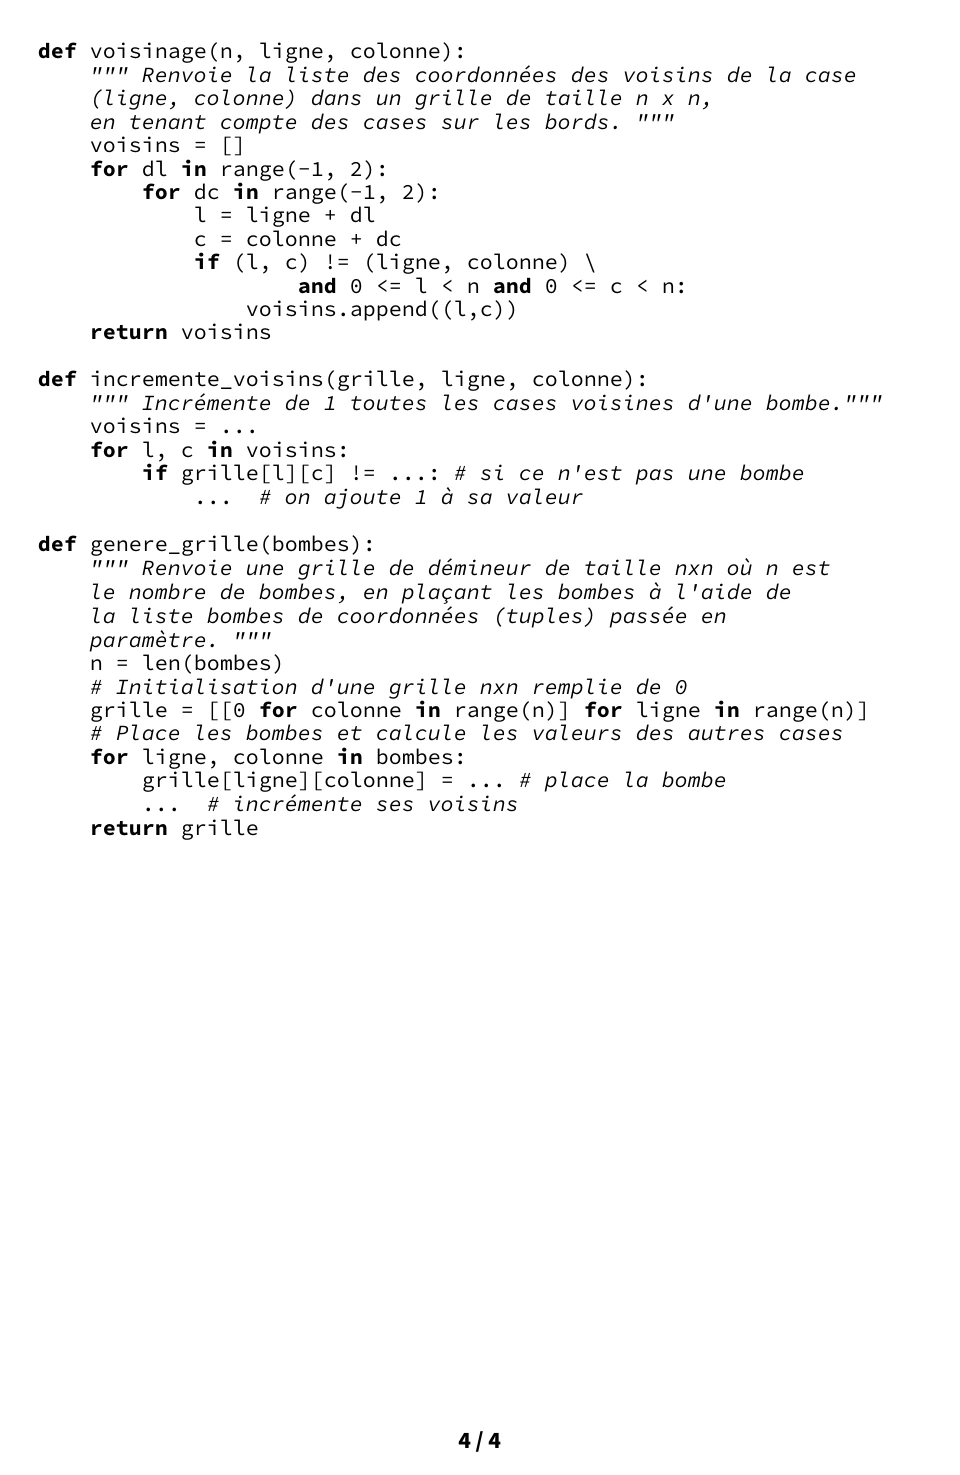 def voisinage(n, ligne, colonne):
    """ Renvoie la liste des coordonnées des voisins de la case
    (ligne, colonne) dans un grille de taille n x n,
    en tenant compte des cases sur les bords. """
    voisins = []
    for dl in range(-1, 2):
        for dc in range(-1, 2):
            l = ligne + dl
            c = colonne + dc
            if (l, c) != (ligne, colonne) \
                    and 0 <= l < n and 0 <= c < n:
                voisins.append((l,c))
    return voisins

def incremente_voisins(grille, ligne, colonne):
    """ Incrémente de 1 toutes les cases voisines d'une bombe."""
    voisins = ...
    for l, c in voisins:
        if grille[l][c] != ...: # si ce n'est pas une bombe
            ...  # on ajoute 1 à sa valeur

def genere_grille(bombes):
    """ Renvoie une grille de démineur de taille nxn où n est
    le nombre de bombes, en plaçant les bombes à l'aide de
    la liste bombes de coordonnées (tuples) passée en
    paramètre. """
    n = len(bombes)
    # Initialisation d'une grille nxn remplie de 0
    grille = [[0 for colonne in range(n)] for ligne in range(n)]
    # Place les bombes et calcule les valeurs des autres cases
    for ligne, colonne in bombes:
        grille[ligne][colonne] = ... # place la bombe
        ...  # incrémente ses voisins
    return grille

4 / 4